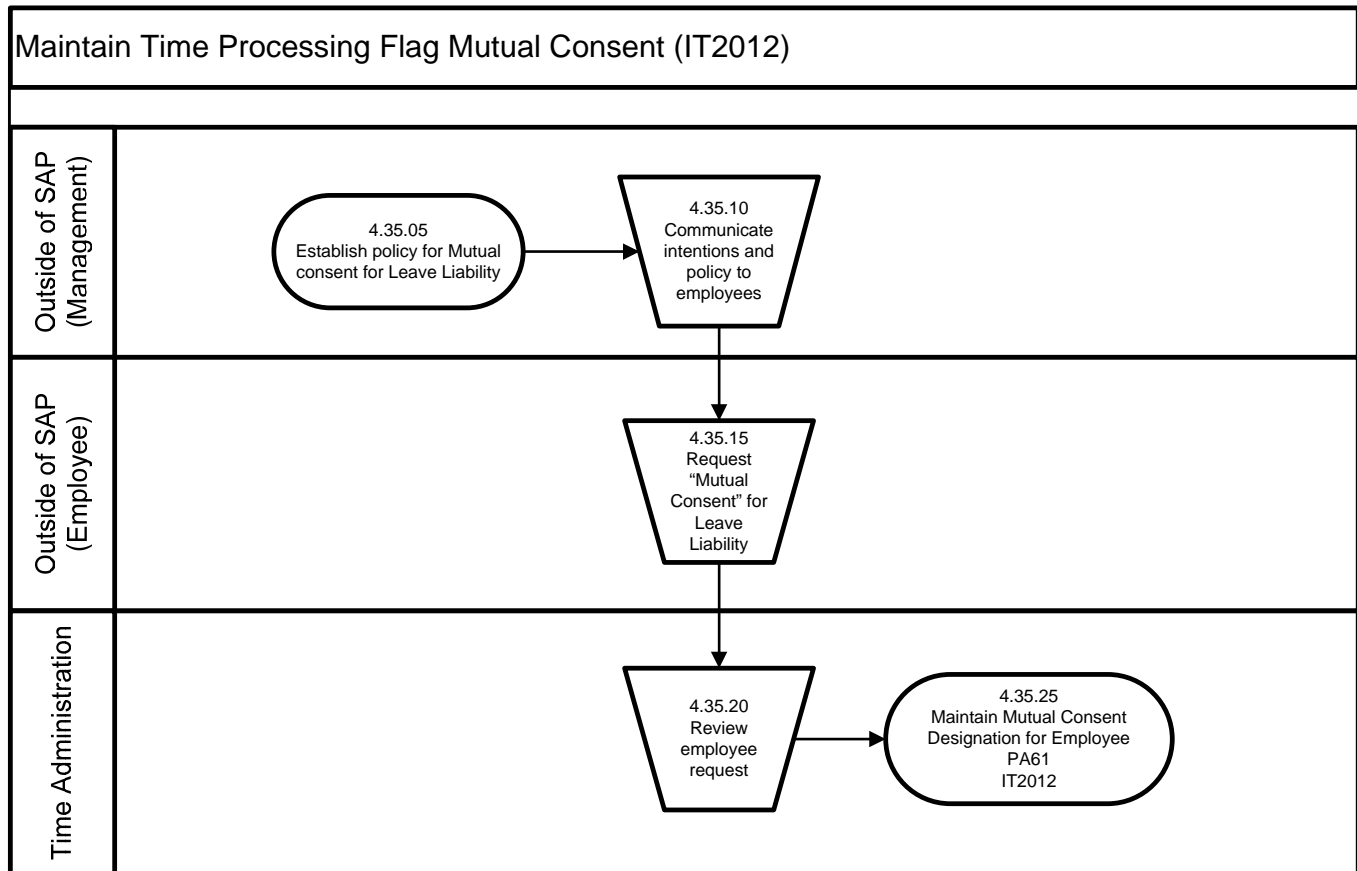 Maintain Time Processing Flag Mutual Consent (IT2012)
Outside of SAP
(Management)
4.35.05
Establish policy for Mutual
consent for Leave Liability
4.35.10
Communicate
intentions and
policy to
employees
Outside of SAP
(Employee)
4.35.15
Request
“Mutual
Consent” for
Leave
Liability
Time Administration
4.35.20
Review
employee
request
4.35.25
Maintain Mutual Consent
Designation for Employee
PA61
IT2012